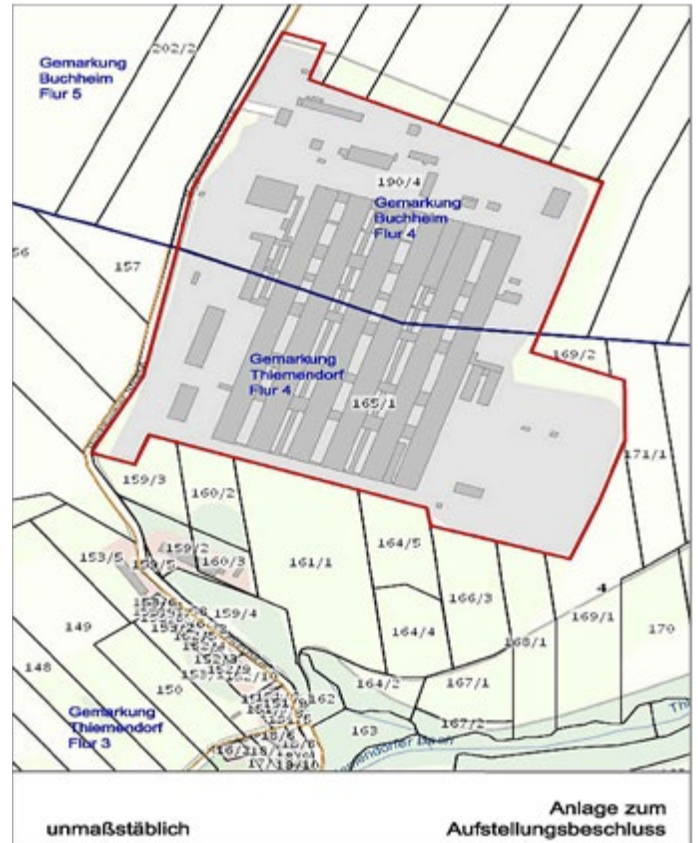 202/2
Gemarkung
Buchheim
Flur 5
190/4
Gemarkung
Buchheim
Flur 4
56
157
Gemarkung
Thiemendorf
Flur 4
169/2
165/1
171/1
159/3
160/2
164/5
153/5
159/2
159/5
160/3
161/1
4
166/3
159/4
169/1
149
164/4
168/1
170
148
150
164/2
167/1
162
Gemarkung
Thiemendorf
Flur 3
163
167/2
unmaßstäblich
Anlage zum
Aufstellungsbeschluss